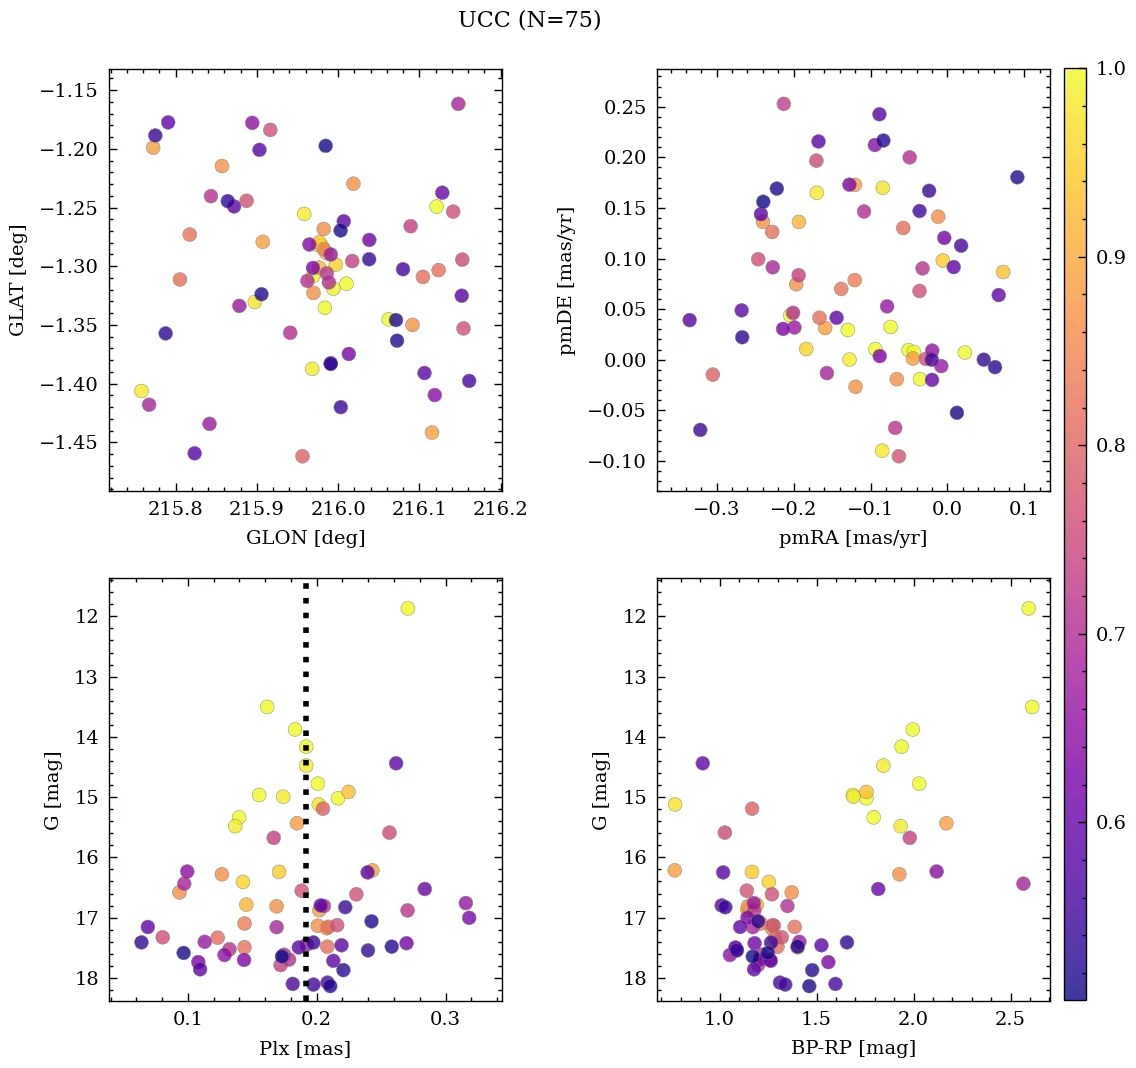 UCC (N=75)
−1.15
−1.20
−1.25
−1.30
−1.35
−1.40
−1.45
GLAT [deg]
215.8 215.9 216.0 216.1 216.2
GLON [deg]
0.25
0.20
0.15
0.10
0.05
0.00
−0.05
−0.10
pmDE [mas/yr]
−0.3 −0.2 −0.1 0.0 0.1
pmRA [mas/yr]
12
13
14
15
16
17
18
G [mag]
0.1 0.2 0.3
Plx [mas]
12
13
14
15
16
17
18
G [mag]
1.0 1.5 2.0 2.5
BP-RP [mag]
1.0
0.9
0.8
0.7
0.6